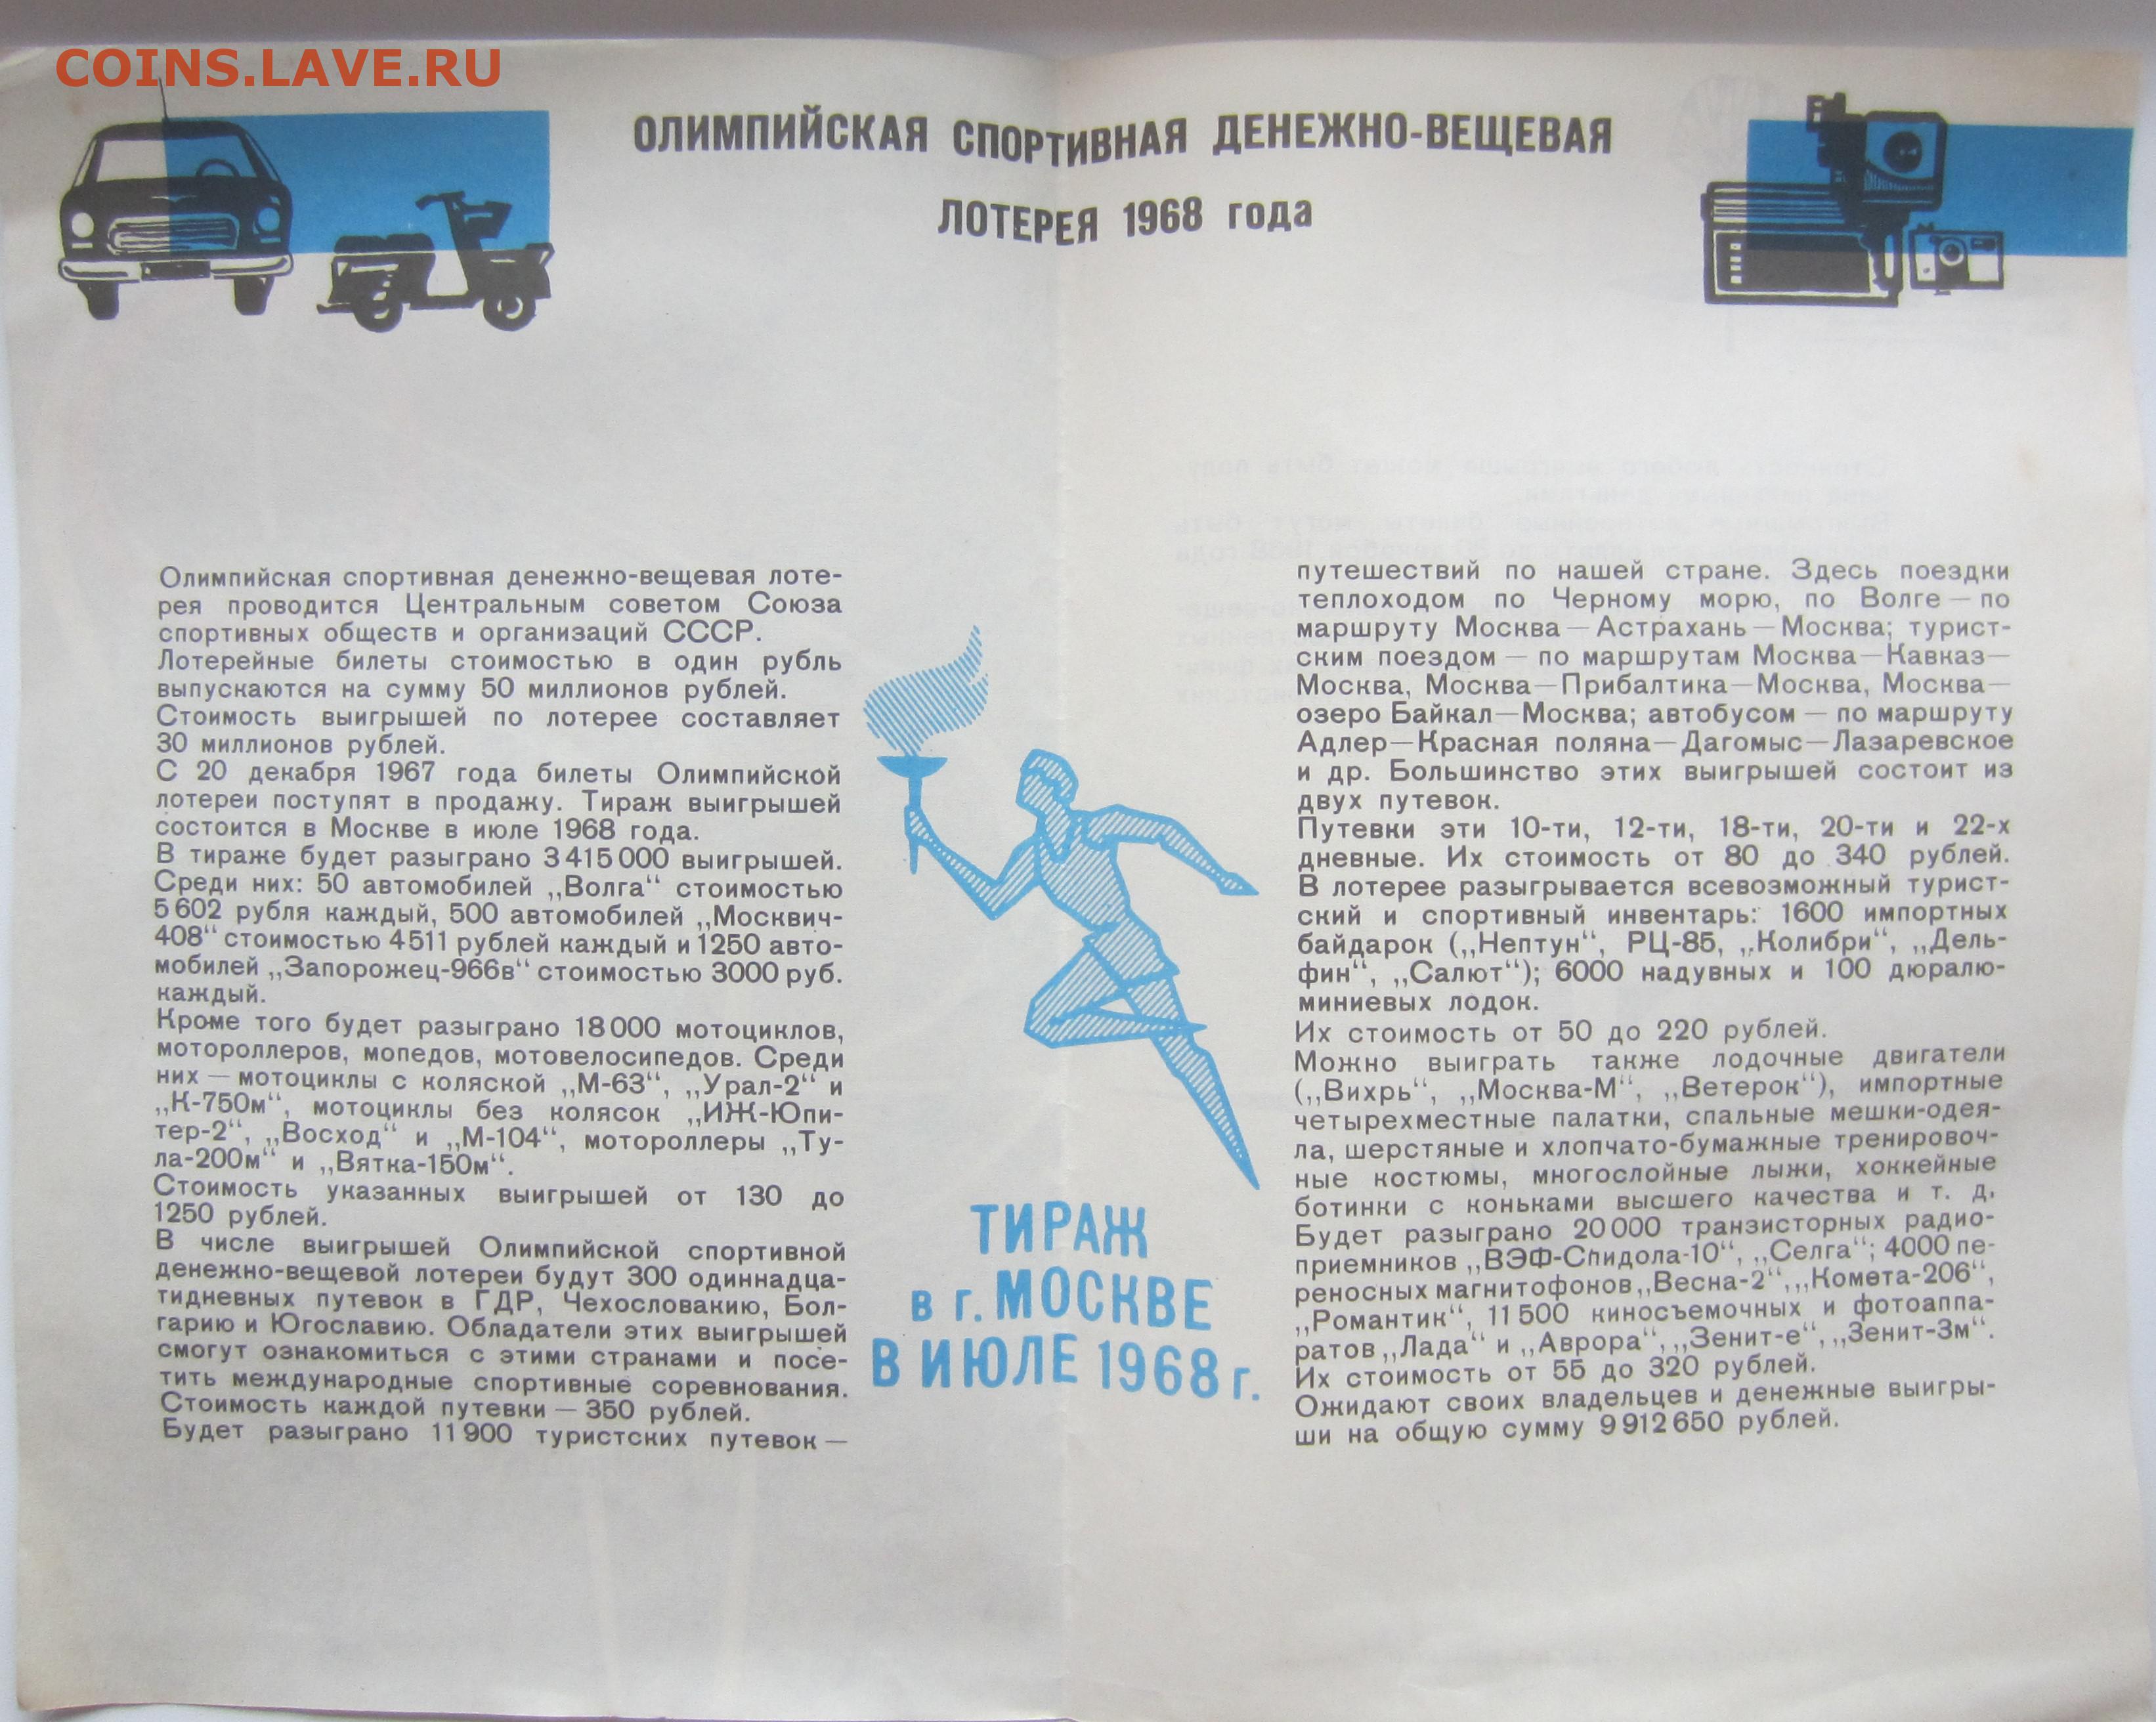 COINS.LAVE.RU
ОЛИМПИЙСКАЯ СПОРТИВНАЯ ДЕНЕЖНО-ВЕЩЕВАЯ
ЛОТЕРЕЯ 1968 года
Олимпийская спортивная денежно-вещевая лоте-
рея проводится Центральным советом Союза
спортивных обществ и организаций СССР.
Лотерейные билеты стоимостью в один рубль
выпускаются на сумму 50 миллионов рублей.
Стоимость выигрышей по лотерее составляет
30 миллионов рублей.
С 20 декабря 1967 года билеты Олимпийской
лотереи поступят в продажу. Тираж выигрышей
состоится в Москве в июле 1968 года.
В тираже будет разыграно 3 415 000 выигрышей.
Среди них: 50 автомобилей „Волга“ стоимостью
5 602 рубля каждый, 500 автомобилей „Москвич-
408“ стоимостью 4511 рублей каждый и 1250 авто-
мобилей „Запорожец-966в“ стоимостью 3000 руб.
каждый.
Кроме того будет разыграно 18 000 мотоциклов,
мотороллеров, мопедов, мотовелосипедов. Среди
них — мотоциклы с коляской „М-63“, „Урал-2“ и
„К-750м“, мотоциклы без колясок „ИЖ-Юпи-
тер-2“, „Восход“ и „М-104“, мотороллеры „Ту-
ла-200м“ и „Вятка-150м“.
Стоимость указанных выигрышей от 130 до
1250 рублей.
В числе выигрышей Олимпийской спортивной
денежно-вещевой лотереи будут 300 одиннадца-
тидневных путевок в ГДР, Чехословакию, Бол-
гарию и Югославию. Обладатели этих выигрышей
смогут ознакомиться с этими странами и посе-
тить международные спортивные соревнования.
Стоимость каждой путевки — 350 рублей.
Будет разыграно 11 900 туристских путевок —
ТИРАЖ
в г. МОСКВЕ
В ИЮЛЕ 1968 г.
путешествий по нашей стране. Здесь поездки
теплоходом по Черному морю, по Волге — по
маршруту Москва — Астрахань — Москва; турист-
ским поездом — по маршрутам Москва—Кавказ—
Москва, Москва—Прибалтика—Москва, Москва—
озеро Байкал—Москва; автобусом — по маршруту
Адлер—Красная поляна—Дагомыс—Лазаревское
и др. Большинство этих выигрышей состоит из
двух путевок.
Путевки эти 10-ти, 12-ти, 18-ти, 20-ти и 22-х
дневные. Их стоимость от 80 до 340 рублей.
В лотерее разыгрывается всевозможный турист-
ский и спортивный инвентарь: 1600 импортных
байдарок („Нептун“, РЦ-85, „Колибри“, „Дель-
фин“, „Салют“); 6000 надувных и 100 дюралю-
миниевых лодок.
Их стоимость от 50 до 220 рублей.
Можно выиграть также лодочные двигатели
(„Вихрь“, „Москва-М“, „Ветерок“), импортные
четырехместные палатки, спальные мешки-одея-
ла, шерстяные и хлопчато-бумажные тренировоч-
ные костюмы, многослойные лыжи, хоккейные
ботинки с коньками высшего качества и т. д.
Будет разыграно 20 000 транзисторных радио-
приемников „ВЭФ-Спидола-10“, „Селга“; 4000 пе-
реносных магнитофонов „Весна-2“, „Комета-206“,
„Романтик“, 11 500 киносъемочных и фотоаппа-
ратов „Лада“ и „Аврора“, „Зенит-е“, „Зенит-3м“.
Их стоимость от 55 до 320 рублей.
Ожидают своих владельцев и денежные выигры-
ши на общую сумму 9 912 650 рублей.